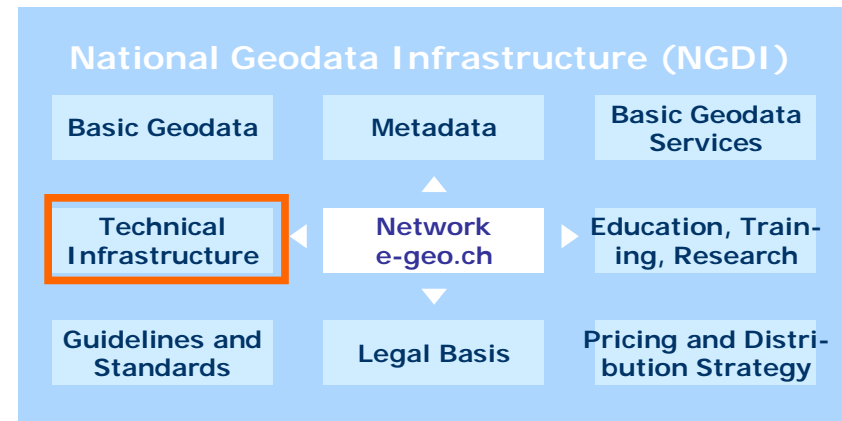 National Geodata Infrastructure (NGDI)
Basic Geodata
Metadata
Basic Geodata
Services
Technical
Infrastructure
Network
e-geo.ch
Education, Train-
ing, Research
Guidelines and
Standards
Legal Basis
Pricing and Distri-
bution Strategy